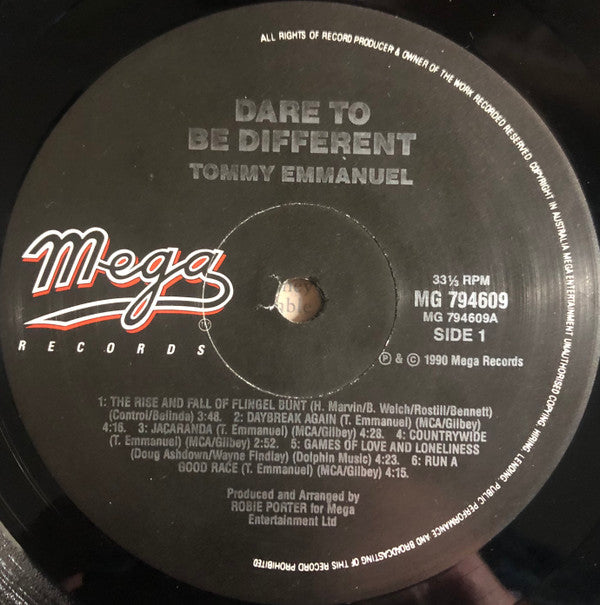 ALL RIGHTS OF RECORD PRODUCER & OWNER OF THE WORK RECORDED RESERVED. COPYRIGHT IN AUSTRALIA MEGA ENTERTAINMENT UNAUTHORISED COPYING, HIRING, LENDING, PUBLIC PERFORMANCE AND BROADCASTING OF THIS RECORD PROHIBITED
DARE TO
BE DIFFERENT
TOMMY EMMANUEL
Mega
RECORDS
33⅓ RPM
MG 794609
MG 794609A
SIDE 1
Ⓟ & © 1990 Mega Records
1: THE RISE AND FALL OF FLINGEL BUNT (H. Marvin/B. Welch/Rostill/Bennett)
(Control/Belinda) 3:48. 2: DAYBREAK AGAIN (T. Emmanuel) (MCA/Gilbey)
4:16. 3: JACARANDA (T. Emmanuel) (MCA/Gilbey) 4:28. 4: COUNTRYWIDE
(T. Emmanuel) (MCA/Gilbey) 2:52. 5: GAMES OF LOVE AND LONELINESS
(Doug Ashdown/Wayne Findlay) (Dolphin Music) 4:23. 6: RUN A
GOOD RACE (T. Emmanuel) (MCA/Gilbey) 4:15.
Produced and Arranged by
ROBIE PORTER for Mega
Entertainment Ltd